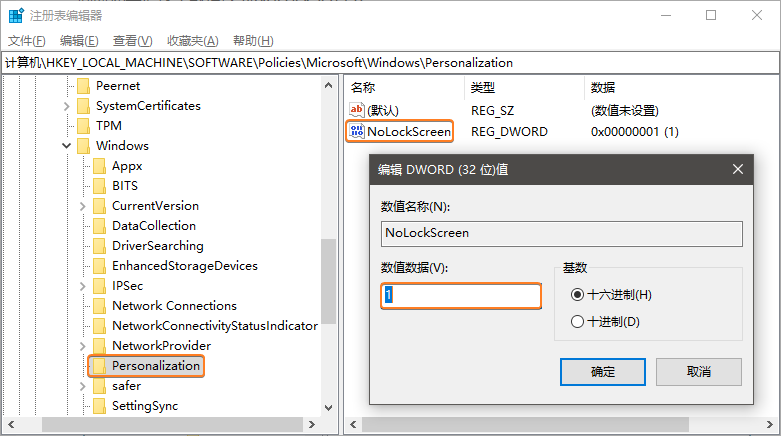 注册表编辑器
文件(F) 编辑(E) 查看(V) 收藏夹(A) 帮助(H)
计算机\HKEY_LOCAL_MACHINE\SOFTWARE\Policies\Microsoft\Windows\Personalization
Peernet
SystemCertificates
TPM
Windows
Appx
BITS
CurrentVersion
DataCollection
DriverSearching
EnhancedStorageDevices
IPSec
Network Connections
NetworkConnectivityStatusIndicator
NetworkProvider
Personalization
safer
SettingSync
名称 类型 数据
ab (默认) REG_SZ (数值未设置)
NoLockScreen REG_DWORD 0x00000001 (1)
编辑 DWORD (32 位)值
数值名称(N):
NoLockScreen
数值数据(V):
1
基数
十六进制(H)
十进制(D)
确定 取消